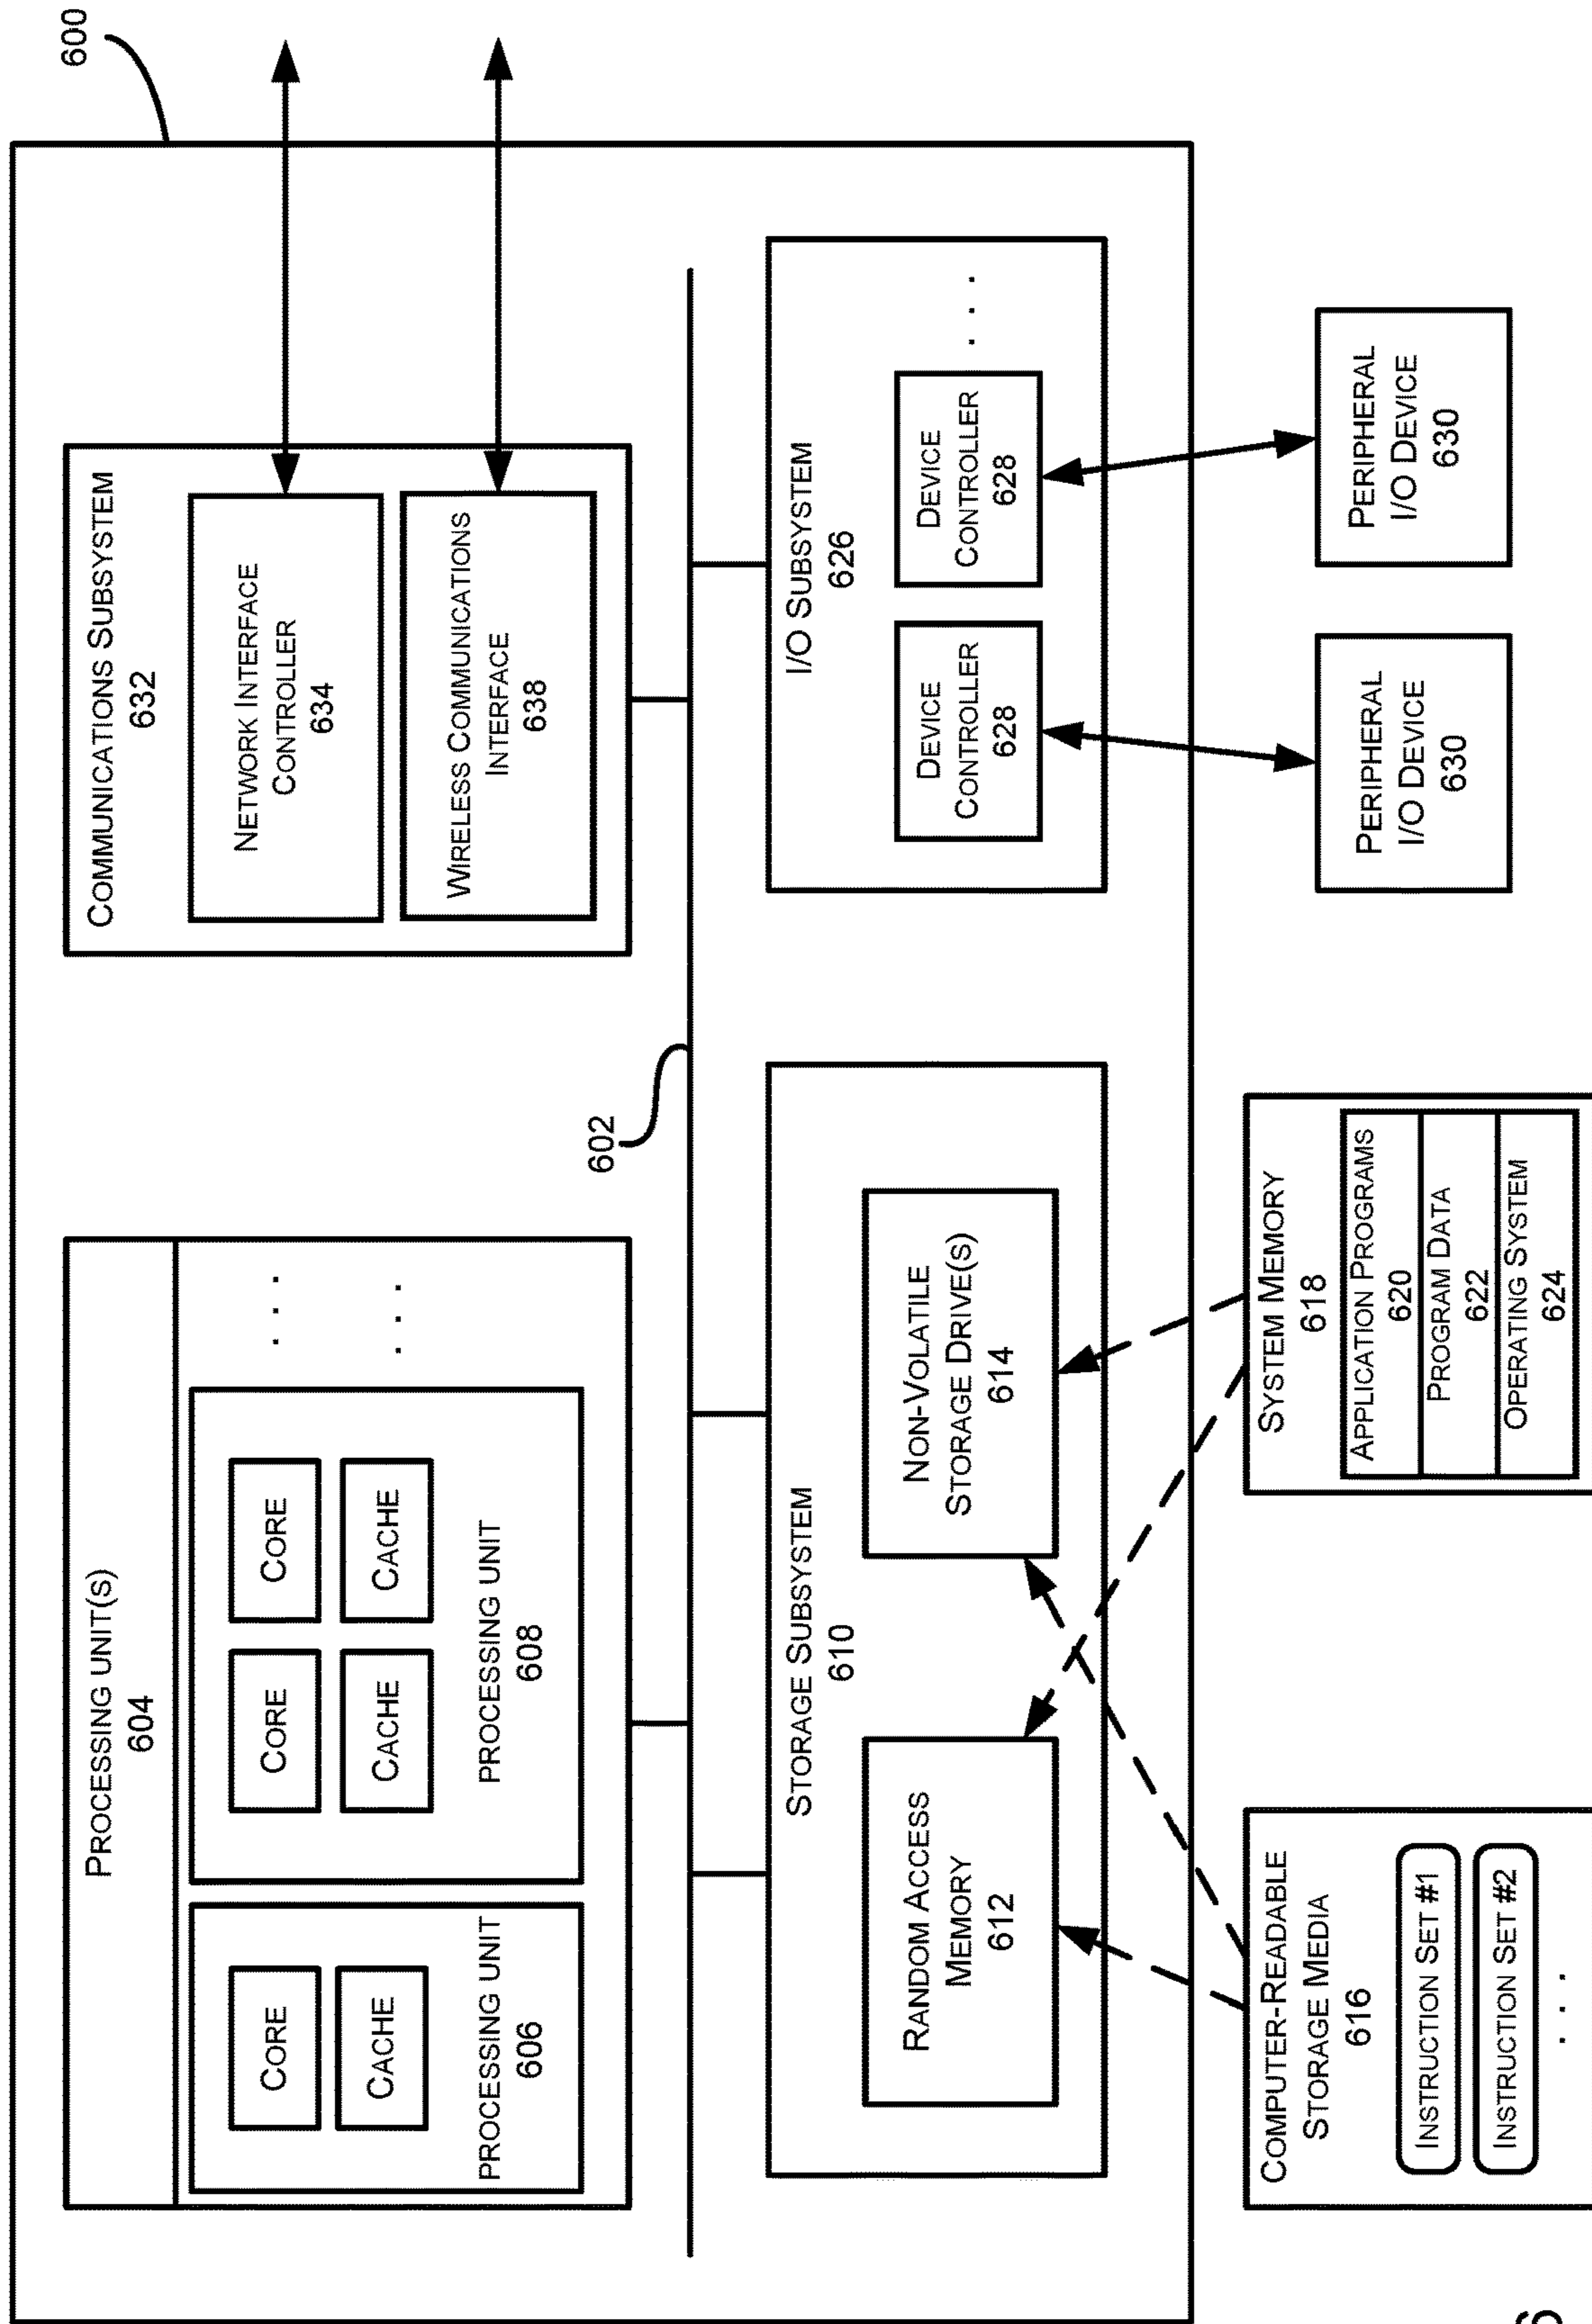 600
PROCESSING UNIT(S)
604
CORE
CACHE
PROCESSING UNIT
606
CORE
CORE
CACHE
CACHE
PROCESSING UNIT
608
. . .
. . .
COMMUNICATIONS SUBSYSTEM
632
NETWORK INTERFACE
CONTROLLER
634
WIRELESS COMMUNICATIONS
INTERFACE
638
602
STORAGE SUBSYSTEM
610
RANDOM ACCESS
MEMORY
612
NON-VOLATILE
STORAGE DRIVE(S)
614
I/O SUBSYSTEM
626
DEVICE
CONTROLLER
628
DEVICE
CONTROLLER
628
. . .
COMPUTER-READABLE
STORAGE MEDIA
616
INSTRUCTION SET #1
INSTRUCTION SET #2
. . .
SYSTEM MEMORY
618
APPLICATION PROGRAMS
620
PROGRAM DATA
622
OPERATING SYSTEM
624
PERIPHERAL
I/O DEVICE
630
PERIPHERAL
I/O DEVICE
630